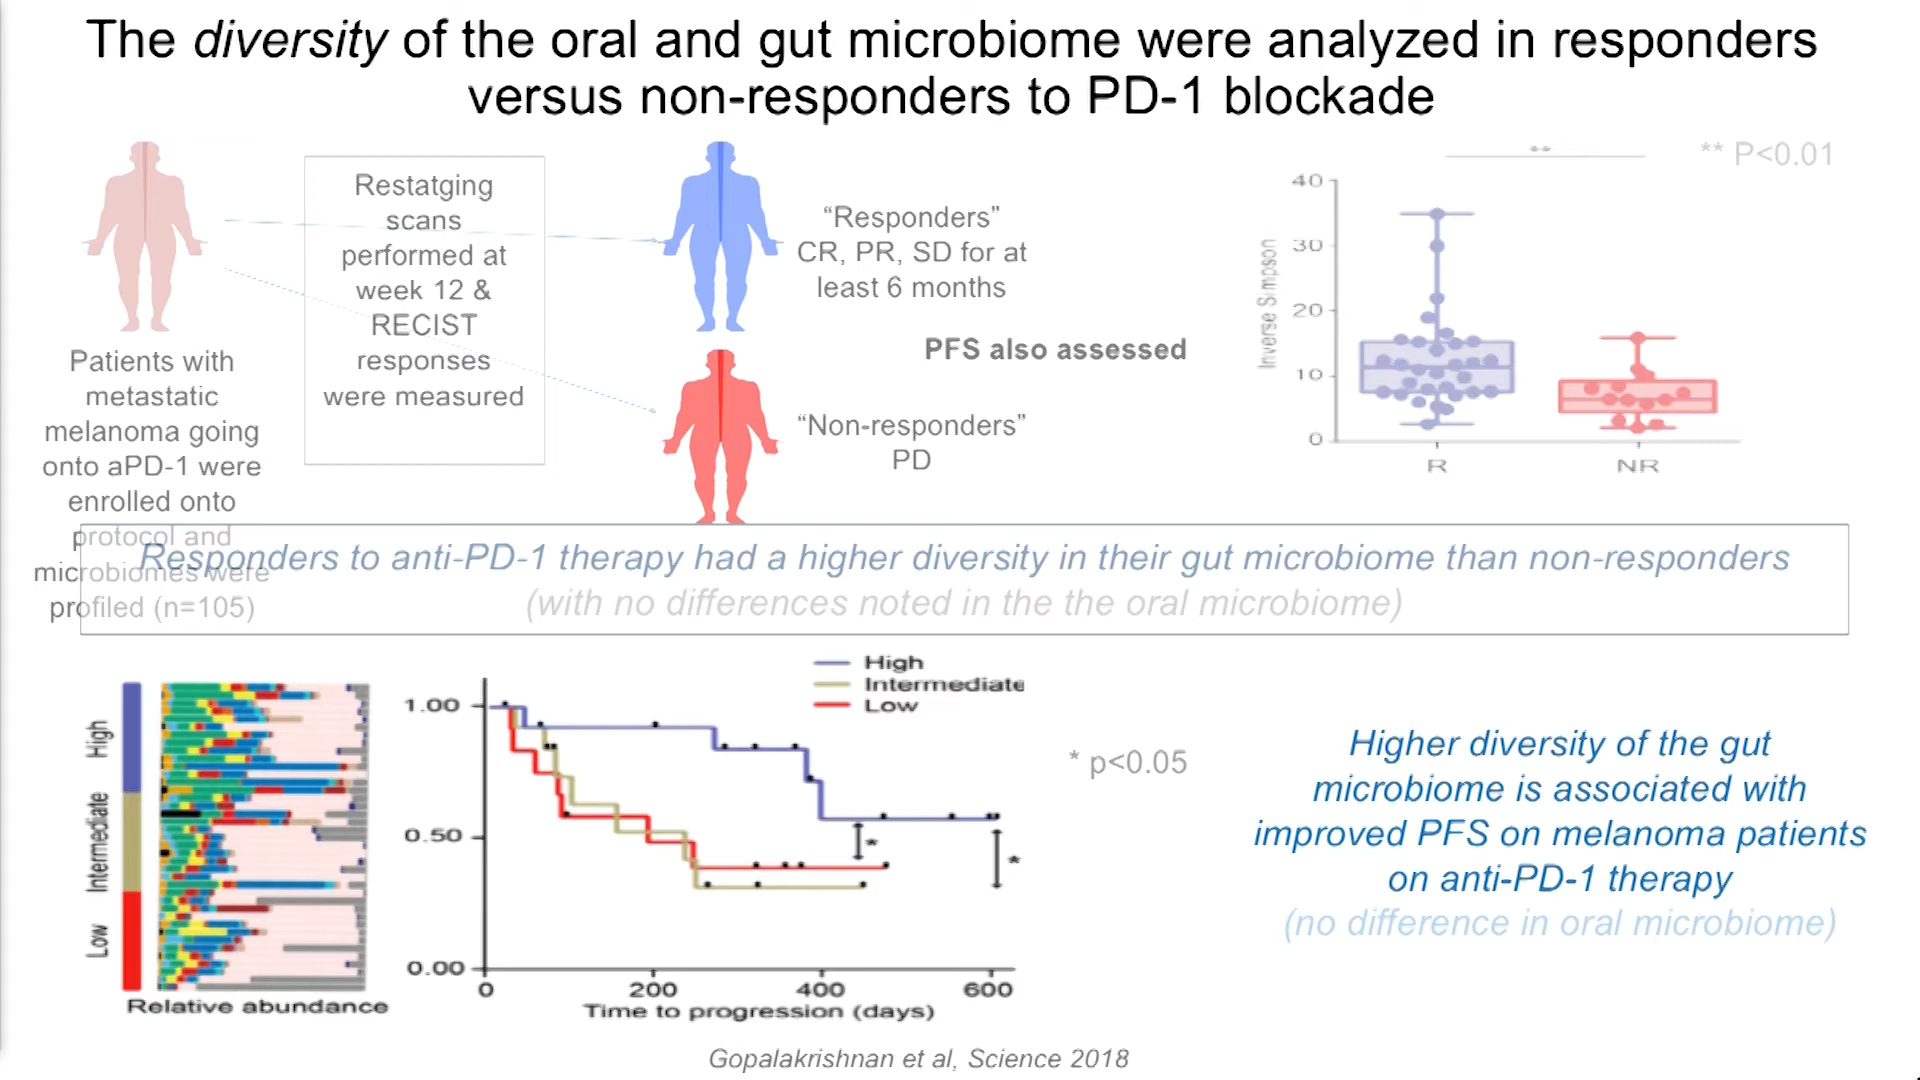 The diversity of the oral and gut microbiome were analyzed in responders
versus non-responders to PD-1 blockade
Restatging
scans
performed at
week 12 &
RECIST
responses
were measured
Patients with
metastatic
melanoma going
onto aPD-1 were
enrolled onto
protocol and
microbiomes were
profiled (n=105)
“Responders”
CR, PR, SD for at
least 6 months
PFS also assessed
“Non-responders”
PD
** P<0.01
**
Inverse Simpson
40
30
20
10
0
R
NR
Responders to anti-PD-1 therapy had a higher diversity in their gut microbiome than non-responders
(with no differences noted in the the oral microbiome)
High
Intermediate
Low
Relative abundance
High
Intermediate
Low
1.00
0.50
0.00
0
200
400
600
Time to progression (days)
*
*
* p<0.05
Higher diversity of the gut
microbiome is associated with
improved PFS on melanoma patients
on anti-PD-1 therapy
(no difference in oral microbiome)
Gopalakrishnan et al, Science 2018